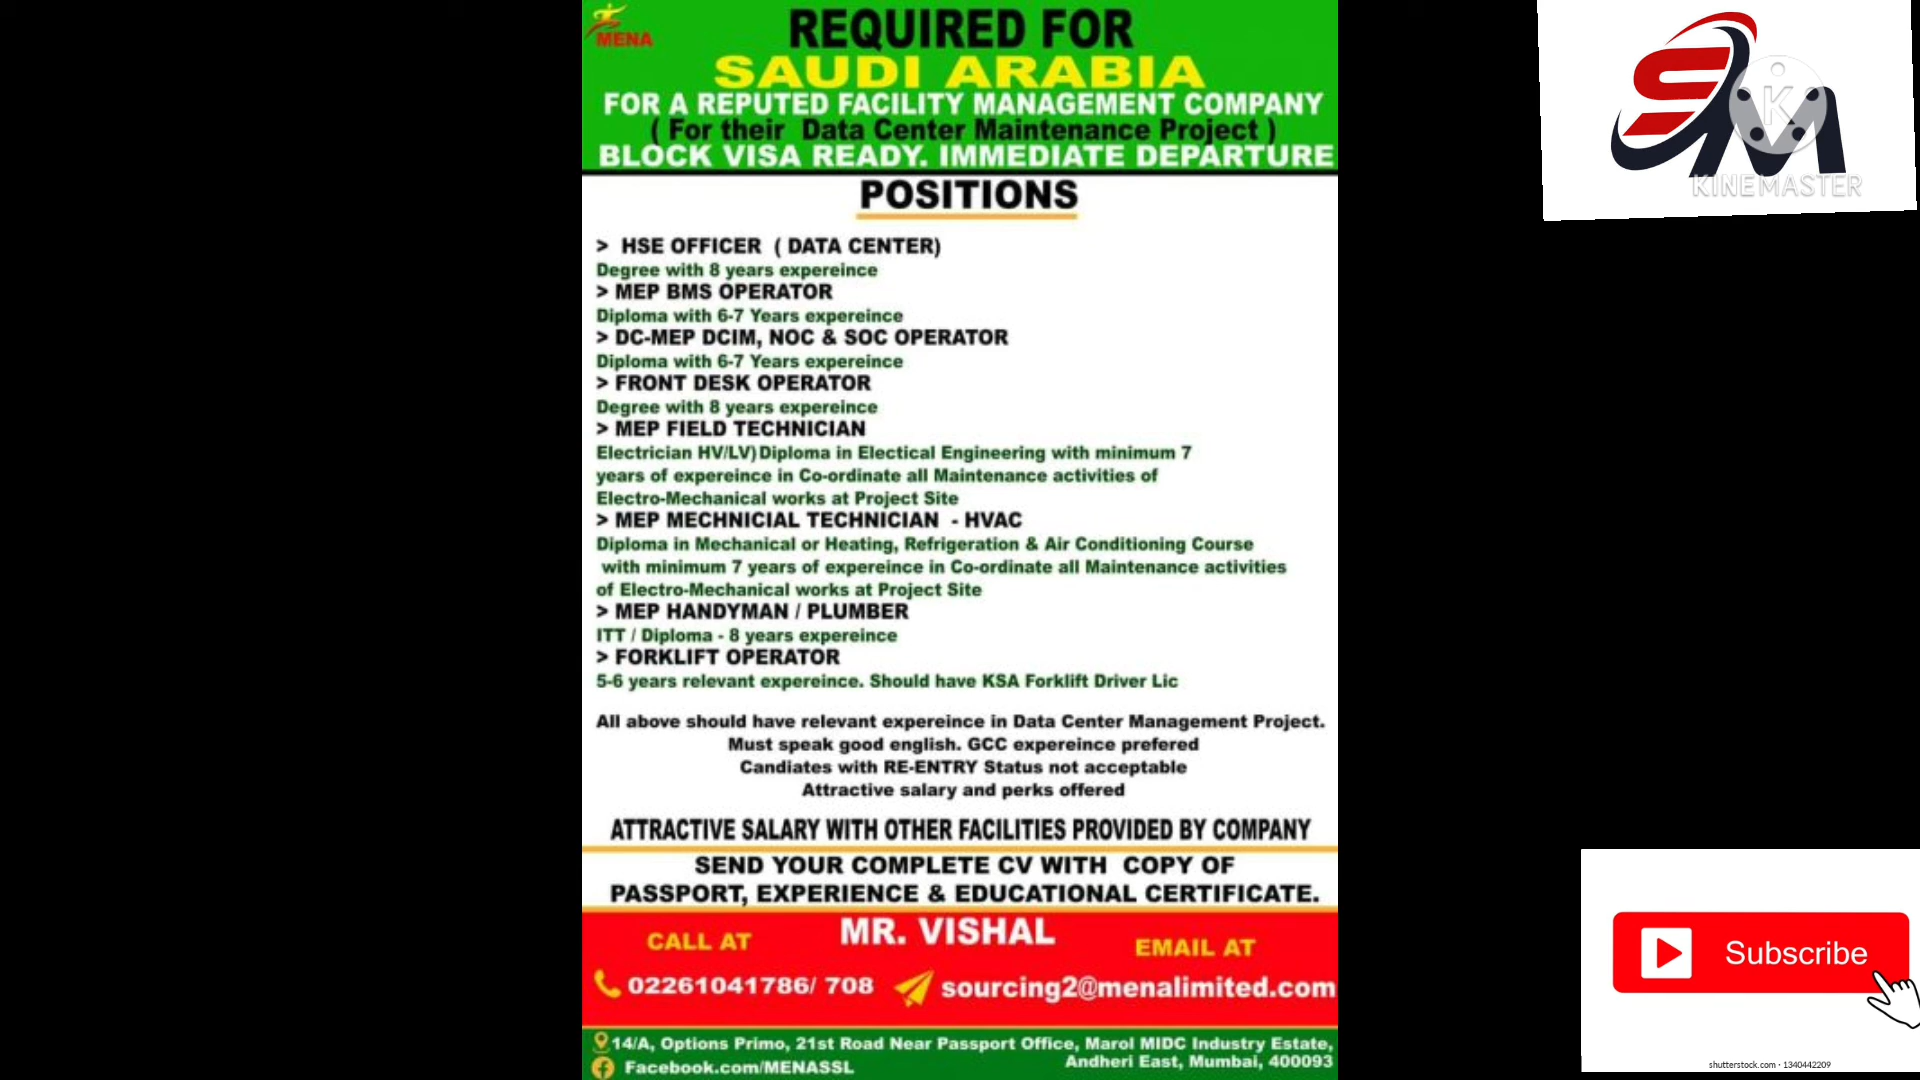 MENA
REQUIRED FOR
SAUDI ARABIA
FOR A REPUTED FACILITY MANAGEMENT COMPANY
( For their Data Center Maintenance Project )
BLOCK VISA READY. IMMEDIATE DEPARTURE
POSITIONS
> HSE OFFICER ( DATA CENTER)
Degree with 8 years expereince
> MEP BMS OPERATOR
Diploma with 6-7 Years expereince
> DC-MEP DCIM, NOC & SOC OPERATOR
Diploma with 6-7 Years expereince
> FRONT DESK OPERATOR
Degree with 8 years expereince
> MEP FIELD TECHNICIAN
Electrician HV/LV)Diploma in Electical Engineering with minimum 7
years of expereince in Co-ordinate all Maintenance activities of
Electro-Mechanical works at Project Site
> MEP MECHNICIAL TECHNICIAN - HVAC
Diploma in Mechanical or Heating, Refrigeration & Air Conditioning Course
with minimum 7 years of expereince in Co-ordinate all Maintenance activities
of Electro-Mechanical works at Project Site
> MEP HANDYMAN / PLUMBER
ITT / Diploma - 8 years expereince
> FORKLIFT OPERATOR
5-6 years relevant expereince. Should have KSA Forklift Driver Lic
All above should have relevant expereince in Data Center Management Project.
Must speak good english. GCC expereince prefered
Candiates with RE-ENTRY Status not acceptable
Attractive salary and perks offered
ATTRACTIVE SALARY WITH OTHER FACILITIES PROVIDED BY COMPANY
SEND YOUR COMPLETE CV WITH COPY OF
PASSPORT, EXPERIENCE & EDUCATIONAL CERTIFICATE.
MR. VISHAL
CALL AT
02261041786/ 708
EMAIL AT
sourcing2@menalimited.com
14/A, Options Primo, 21st Road Near Passport Office, Marol MIDC Industry Estate,
Andheri East, Mumbai, 400093
Facebook.com/MENASSL
SM
K
KINEMASTER
Subscribe
shutterstock.com · 1340442209